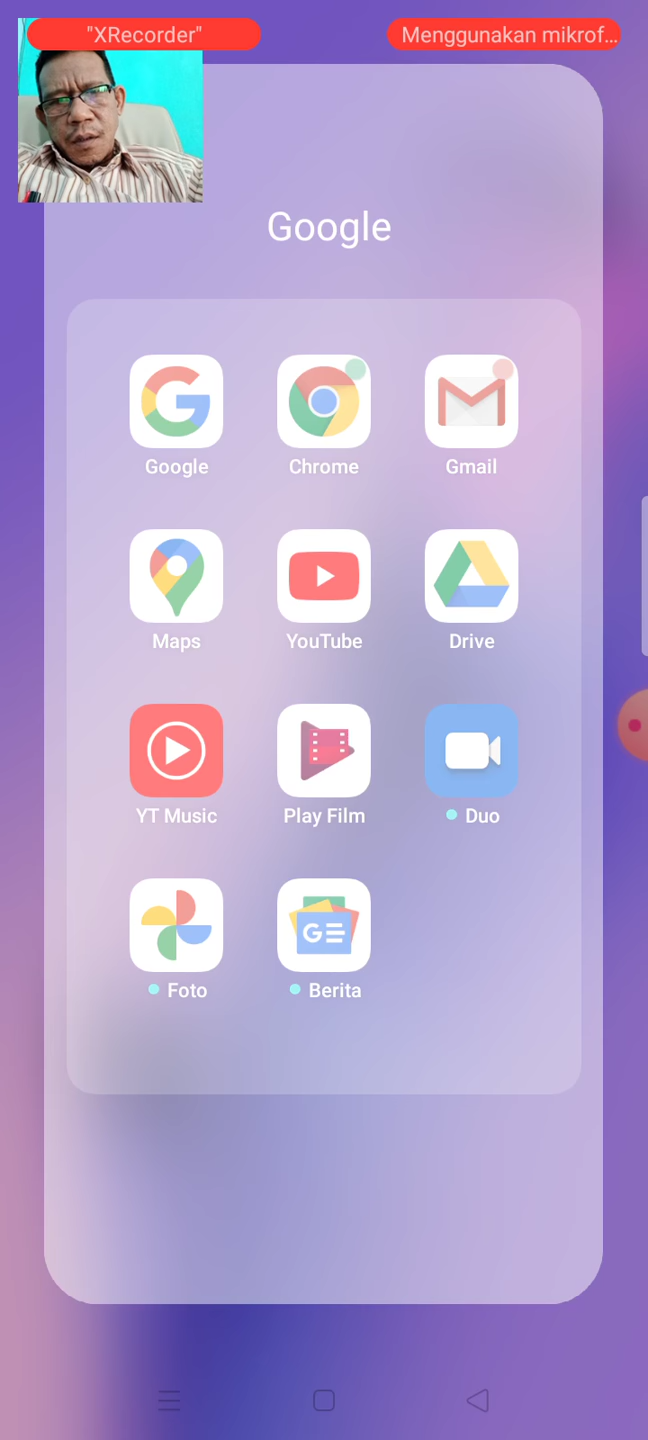 "XRecorder"
Menggunakan mikrof...
Google
Google
Chrome
Gmail
Maps
YouTube
Drive
YT Music
Play Film
Duo
Foto
Berita